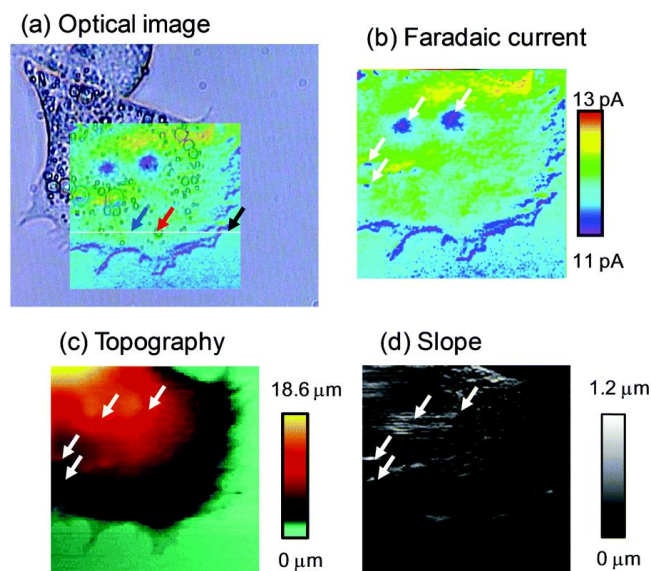 (a) Optical image
(b) Faradaic current
13 pA
11 pA
(c) Topography
18.6 μm
0 μm
(d) Slope
1.2 μm
0 μm